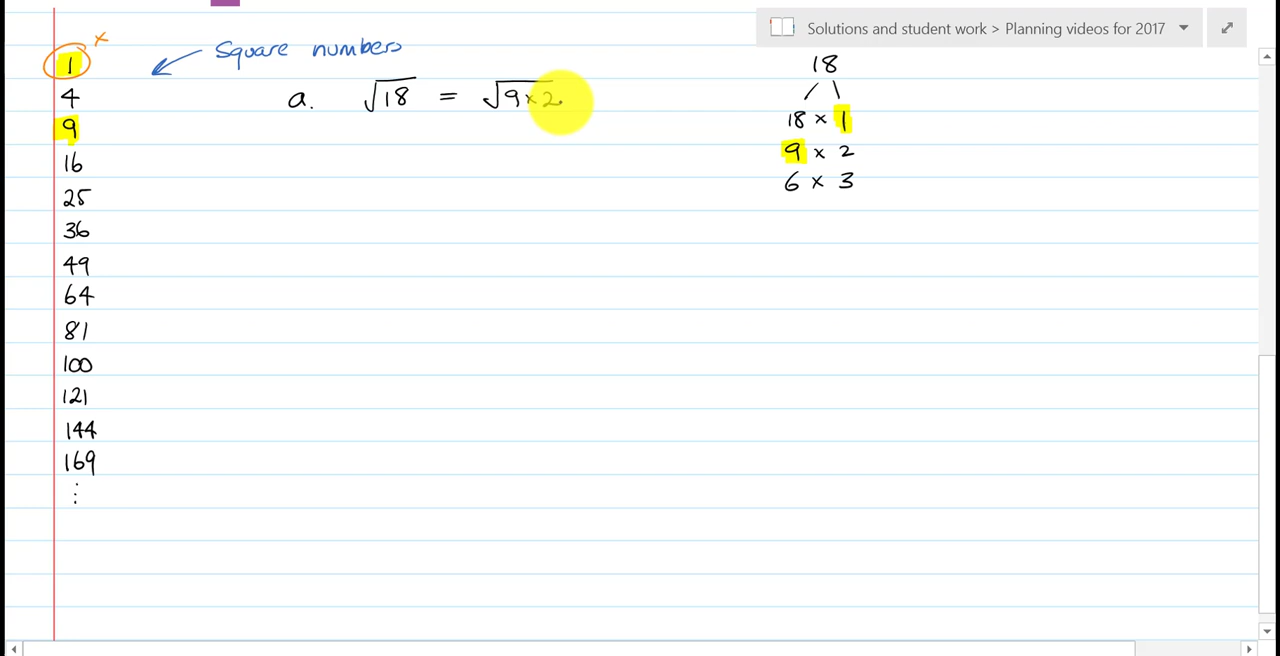 Solutions and student work > Planning videos for 2017
Square numbers
1 x
4
9
16
25
36
49
64
81
100
121
144
169
⋮
a. √18 = √9×2
18
18 × 1
9 × 2
6 × 3